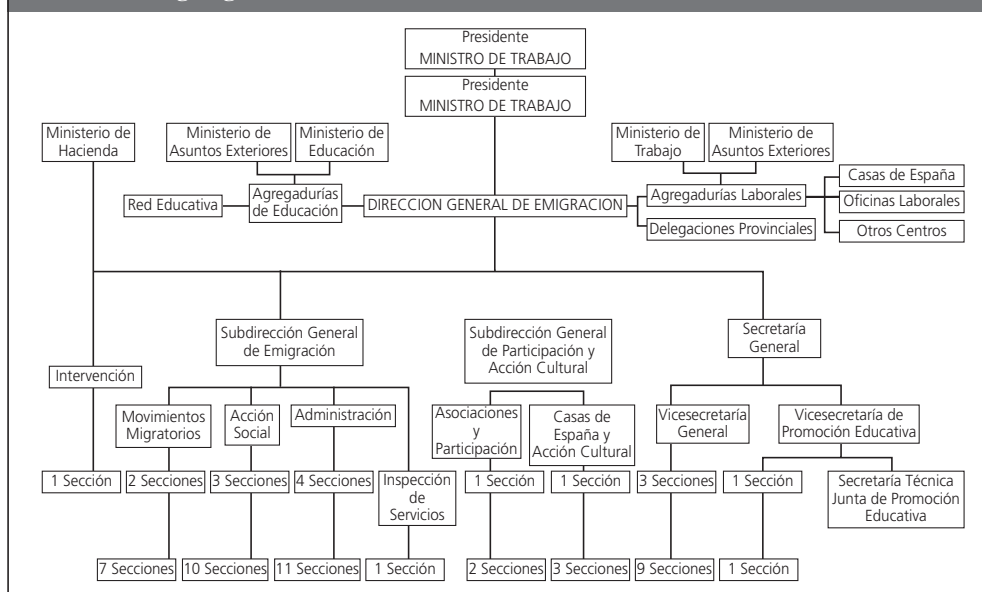 Presidente
MINISTRO DE TRABAJO
Presidente
MINISTRO DE TRABAJO
Ministerio de
Hacienda
Ministerio de
Asuntos Exteriores
Ministerio de
Educación
Ministerio de
Trabajo
Ministerio de
Asuntos Exteriores
Red Educativa
Agregadurías
de Educación
DIRECCION GENERAL DE EMIGRACION
Agregadurías Laborales
Delegaciones Provinciales
Casas de España
Oficinas Laborales
Otros Centros
Intervención
Subdirección General
de Emigración
Subdirección General
de Participación y
Acción Cultural
Secretaría
General
Movimientos
Migratorios
Acción
Social
Administración
Asociaciones
y
Participación
Casas de
España y
Acción Cultural
Vicesecretaría
General
Vicesecretaría de
Promoción Educativa
1 Sección
2 Secciones
3 Secciones
4 Secciones
Inspección
de
Servicios
1 Sección
1 Sección
3 Secciones
1 Sección
Secretaría Técnica
Junta de Promoción
Educativa
7 Secciones
10 Secciones
11 Secciones
1 Sección
2 Secciones
3 Secciones
9 Secciones
1 Sección